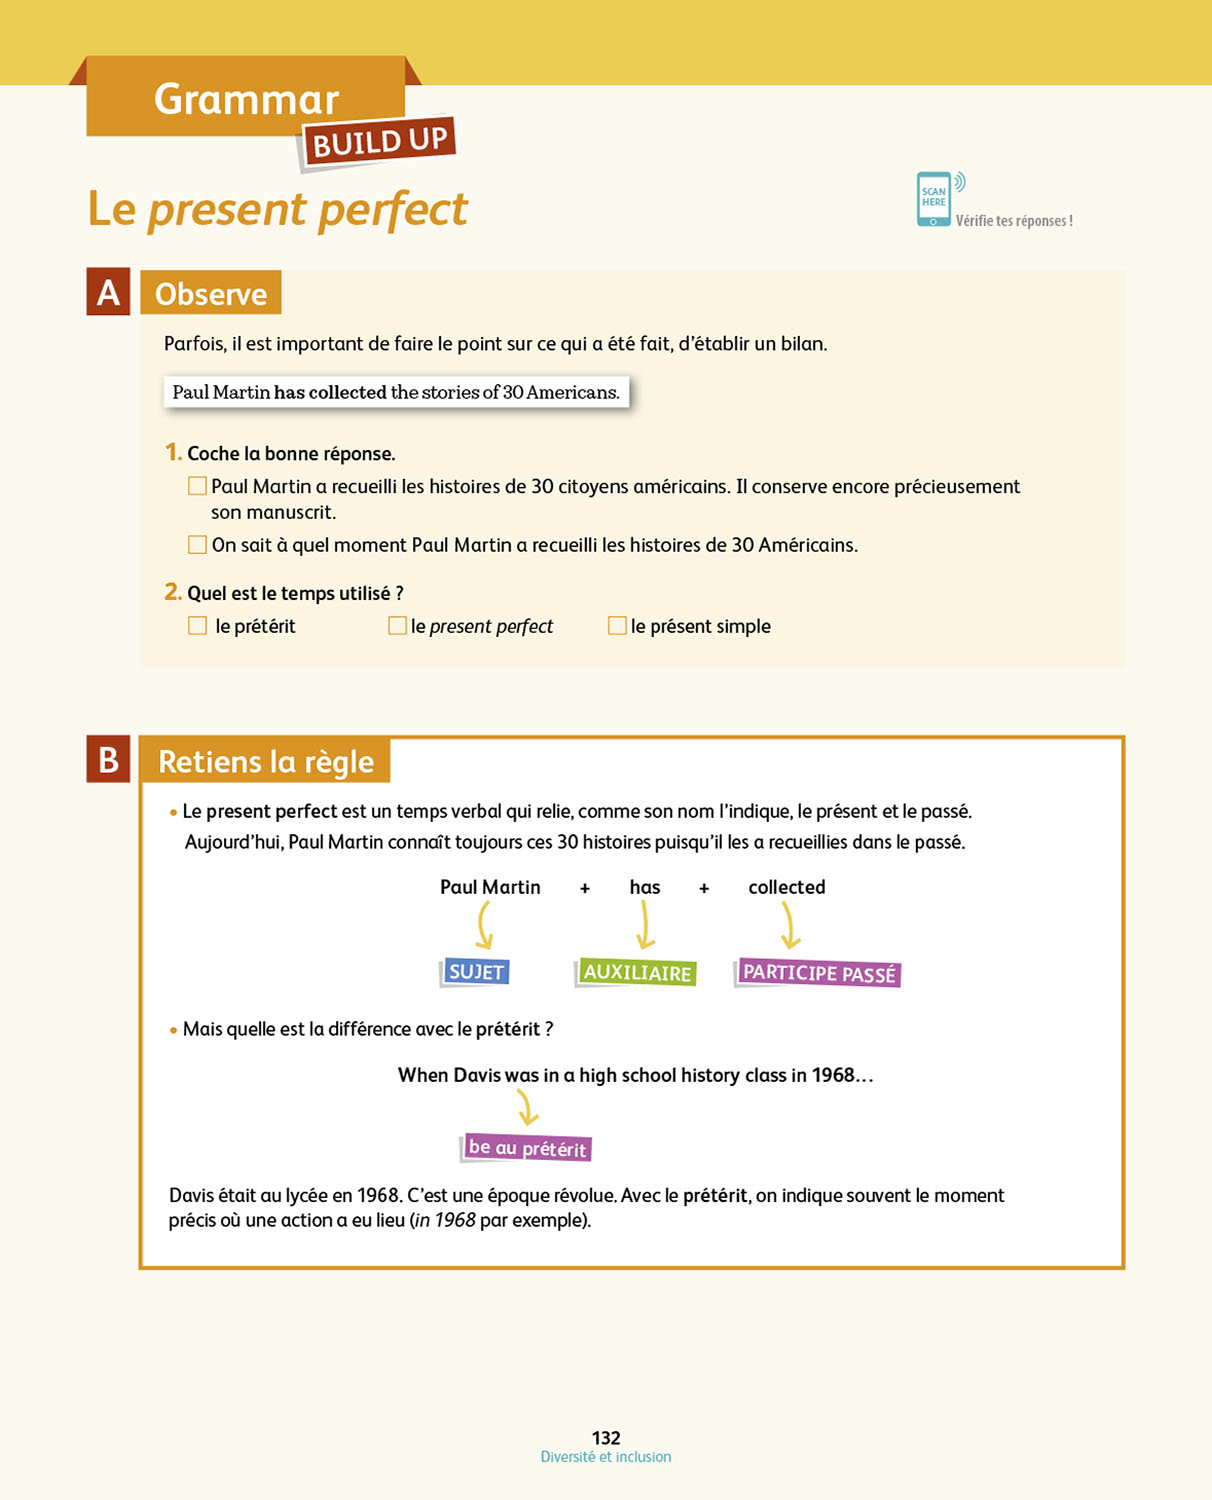 Grammar
BUILD UP
Le present perfect
SCAN
HERE
Vérifie tes réponses !
A
Observe
Parfois, il est important de faire le point sur ce qui a été fait, d'établir un bilan.
Paul Martin has collected the stories of 30 Americans.
1. Coche la bonne réponse.
Paul Martin a recueilli les histoires de 30 citoyens américains. Il conserve encore précieusement
son manuscrit.
On sait à quel moment Paul Martin a recueilli les histoires de 30 Américains.
2. Quel est le temps utilisé ?
le prétérit le present perfect le présent simple
B
Retiens la règle
• Le present perfect est un temps verbal qui relie, comme son nom l'indique, le présent et le passé.
Aujourd'hui, Paul Martin connaît toujours ces 30 histoires puisqu'il les a recueillies dans le passé.
Paul Martin + has + collected
SUJET AUXILIAIRE PARTICIPE PASSÉ
• Mais quelle est la différence avec le prétérit ?
When Davis was in a high school history class in 1968...
be au prétérit
Davis était au lycée en 1968. C'est une époque révolue. Avec le prétérit, on indique souvent le moment
précis où une action a eu lieu (in 1968 par exemple).
132
Diversité et inclusion